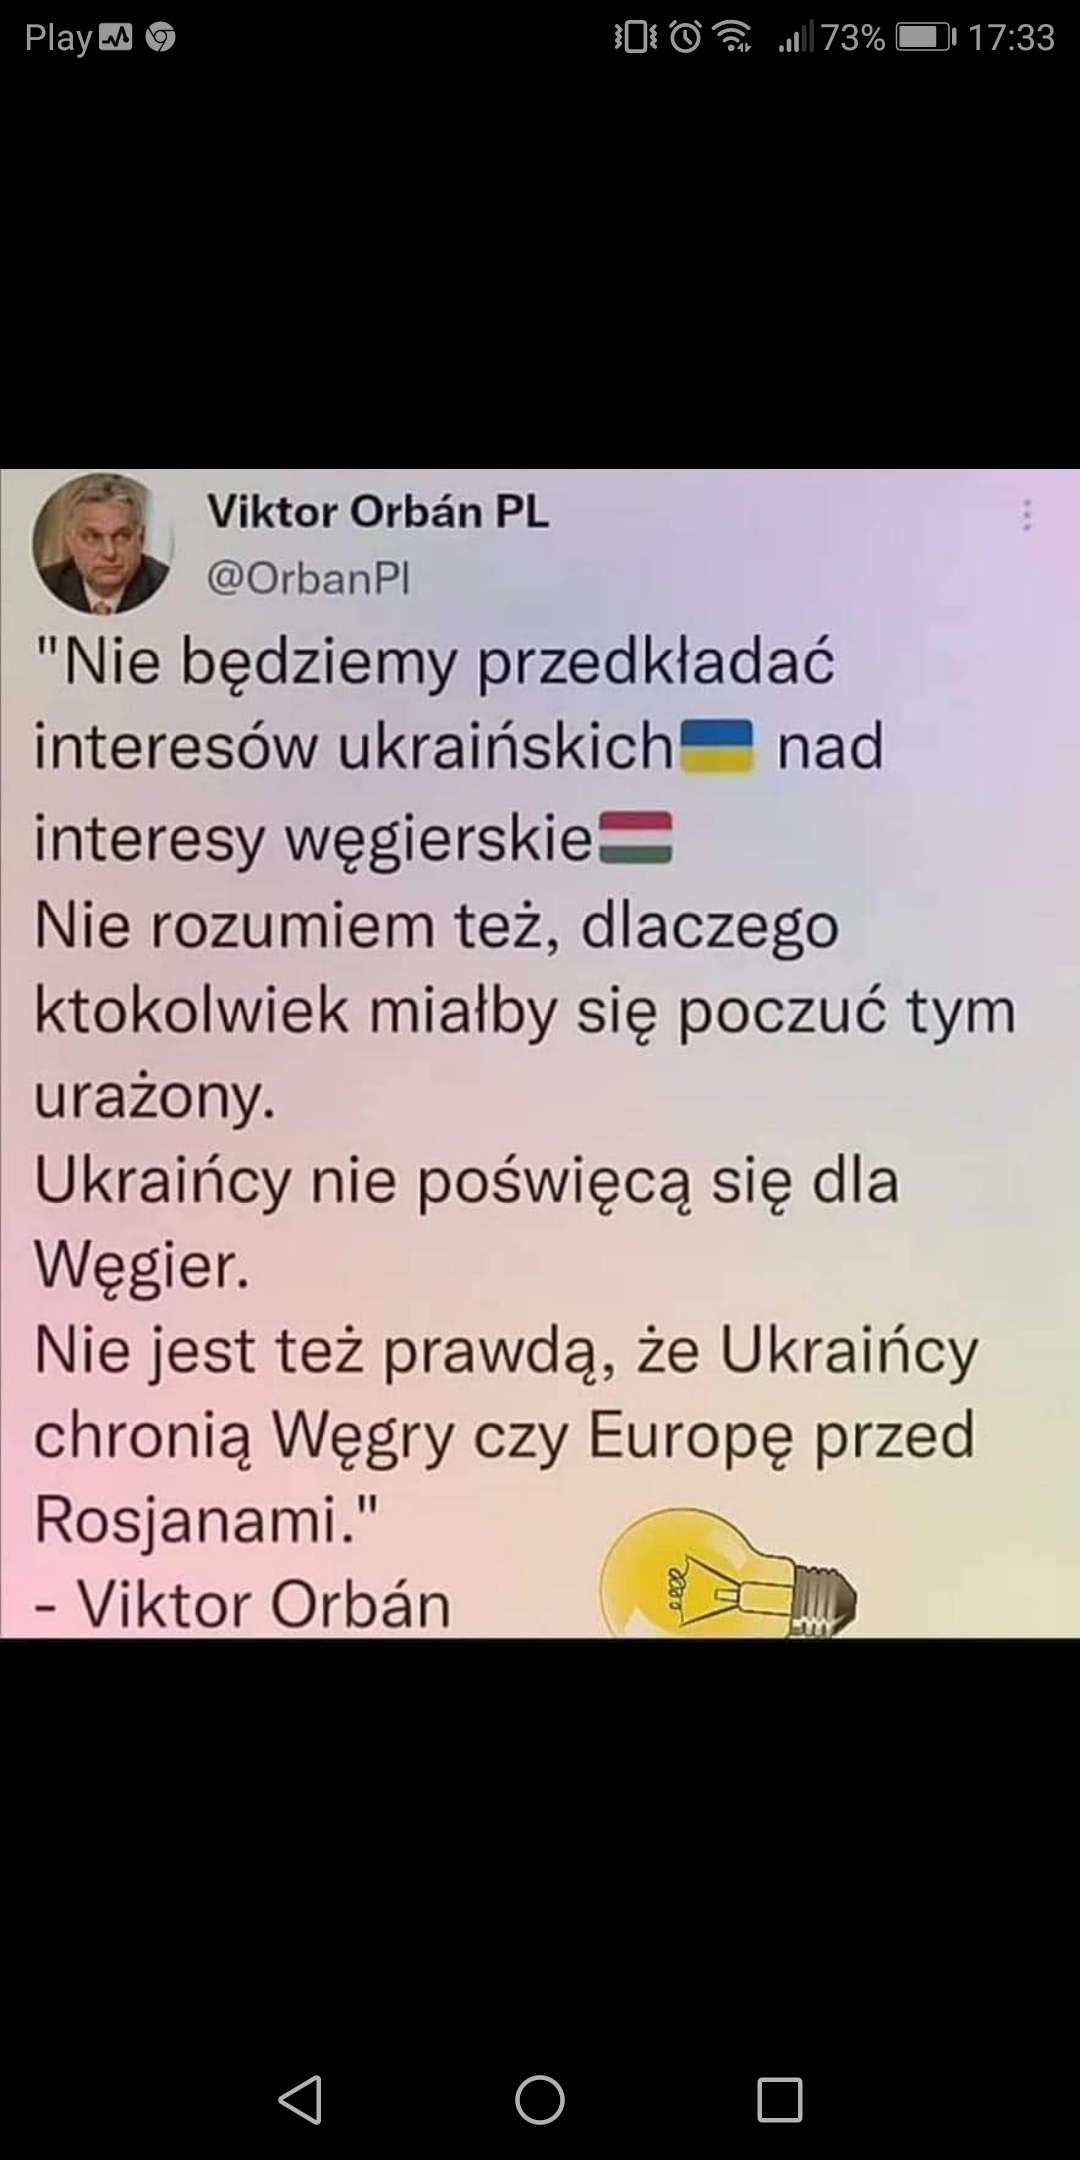 Play 73% 17:33
Viktor Orbán PL
@OrbanPl
"Nie będziemy przedkładać
interesów ukraińskich🇺🇦 nad
interesy węgierskie🇭🇺
Nie rozumiem też, dlaczego
ktokolwiek miałby się poczuć tym
urażony.
Ukraińcy nie poświęcą się dla
Węgier.
Nie jest też prawdą, że Ukraińcy
chronią Węgry czy Europę przed
Rosjanami."
- Viktor Orbán